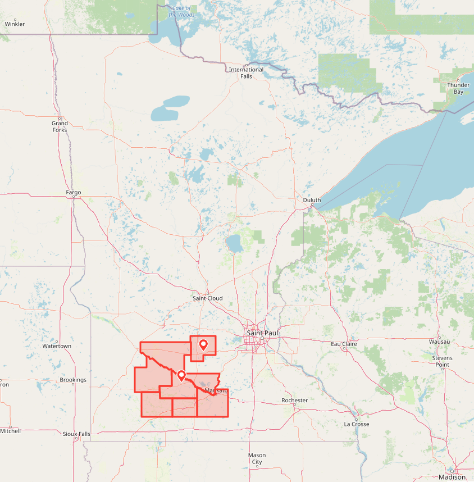 Winkler
International
Falls
Thunder
Bay
Grand
Forks
Fargo
Duluth
Saint Cloud
Saint Paul
Watertown
Eau Claire
Wausau
Stevens
Point
Brookings
Rochester
La Crosse
Mitchell
Sioux Falls
Mason
City
Madison